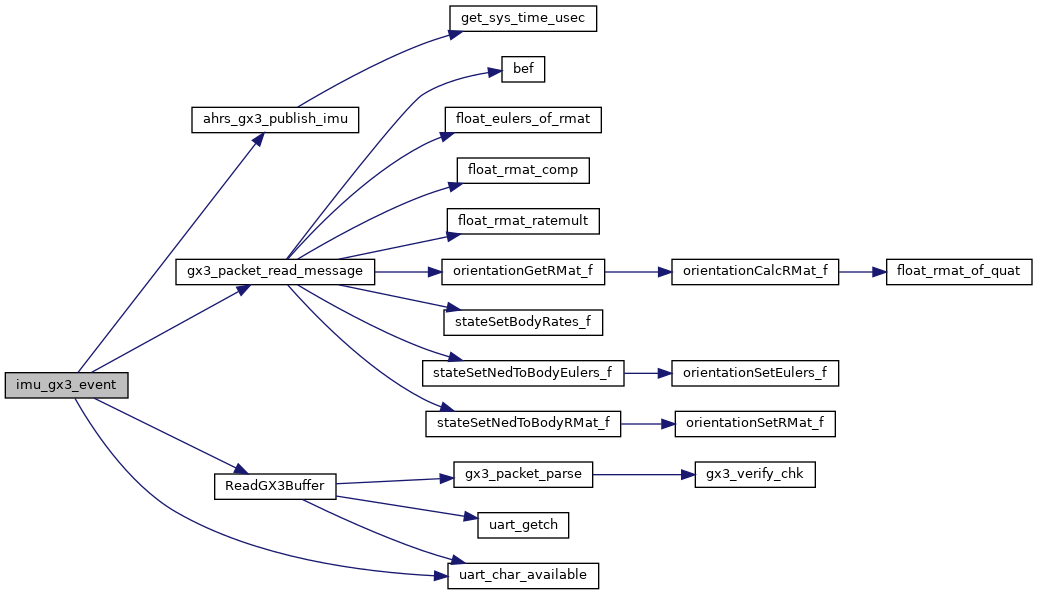 get_sys_time_usec
bef
ahrs_gx3_publish_imu
float_eulers_of_rmat
float_rmat_comp
float_rmat_ratemult
gx3_packet_read_message
orientationGetRMat_f
orientationCalcRMat_f
float_rmat_of_quat
stateSetBodyRates_f
stateSetNedToBodyEulers_f
orientationSetEulers_f
imu_gx3_event
stateSetNedToBodyRMat_f
orientationSetRMat_f
gx3_packet_parse
gx3_verify_chk
ReadGX3Buffer
uart_getch
uart_char_available